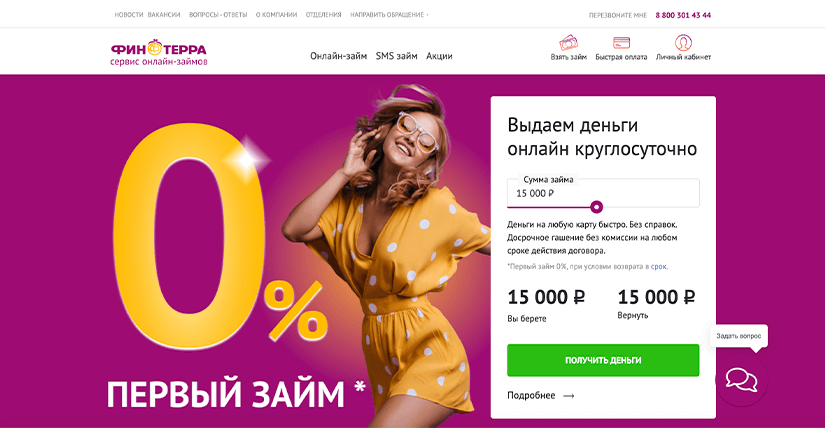 НОВОСТИ ВАКАНСИИ ВОПРОСЫ - ОТВЕТЫ О КОМПАНИИ ОТДЕЛЕНИЯ НАПРАВИТЬ ОБРАЩЕНИЕ ПЕРЕЗВОНИТЕ МНЕ 8 800 301 43 44
ФИНОТЕРРА
сервис онлайн-займов
Онлайн-займ SMS займ Акции
Взять займ Быстрая оплата Личный кабинет
0%
ПЕРВЫЙ ЗАЙМ *
Выдаем деньги
онлайн круглосуточно
Сумма займа
15 000 ₽
Деньги на любую карту быстро. Без справок.
Досрочное гашение без комиссии на любом
сроке действия договора.
*Первый займ 0%, при условии возврата в срок.
15 000 ₽ 15 000 ₽
Вы берете Вернуть
ПОЛУЧИТЬ ДЕНЬГИ
Подробнее →
Задать вопрос